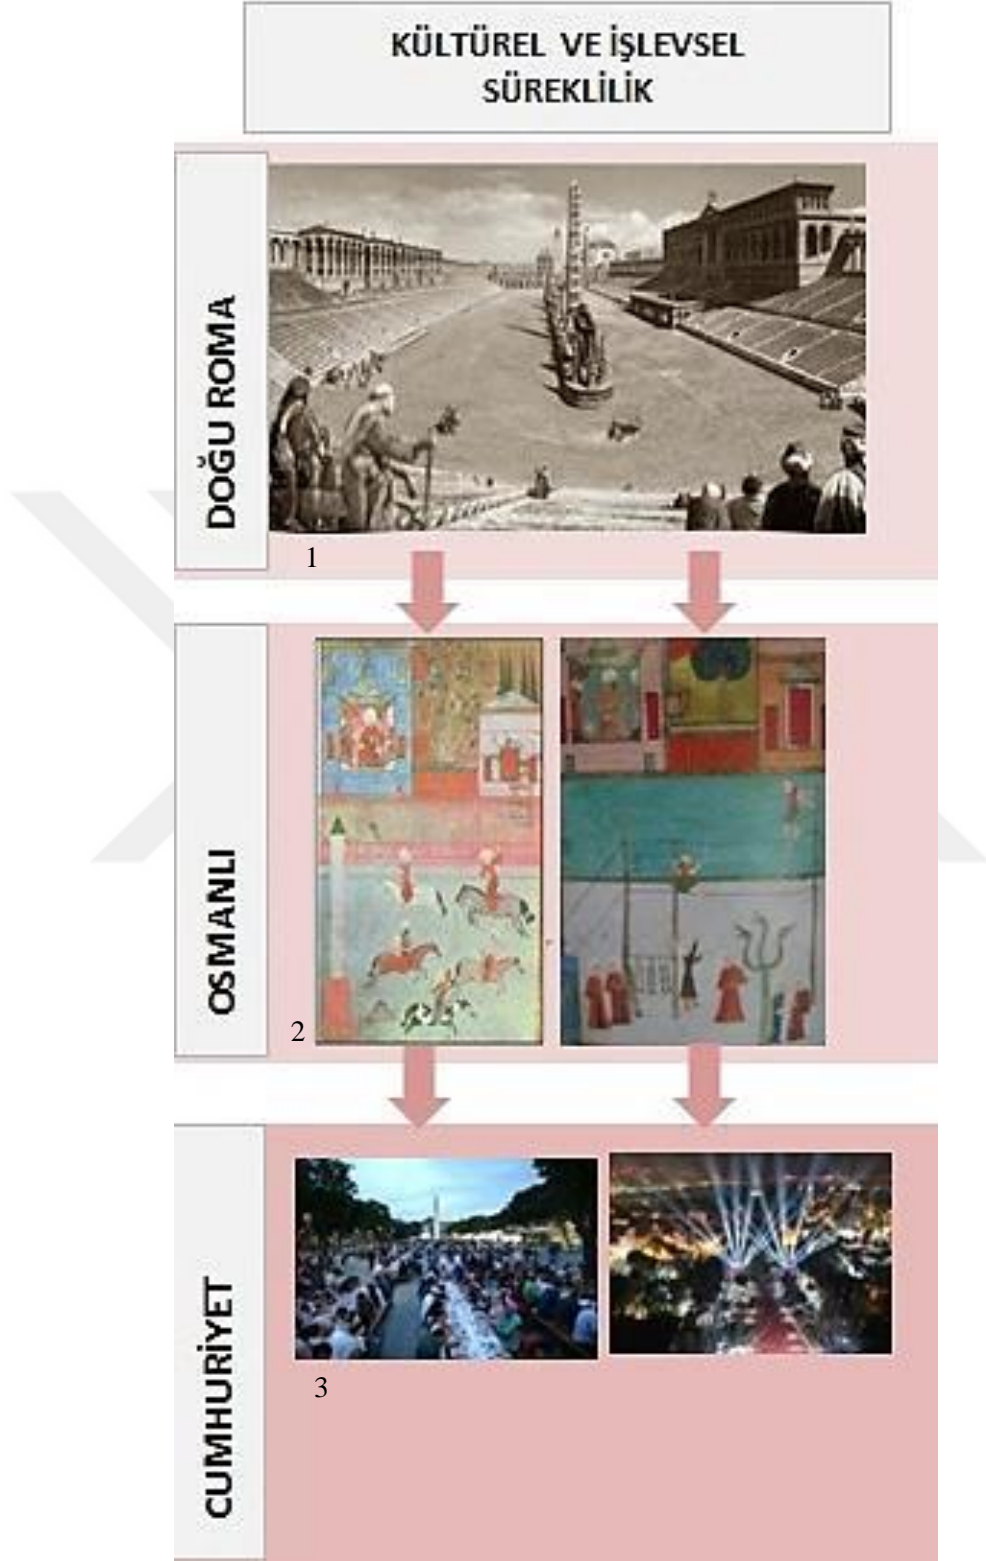 KÜLTÜREL VE İŞLEVSEL
SÜREKLİLİK
DOĞU ROMA
1
OSMANLI
2
CUMHURİYET
3